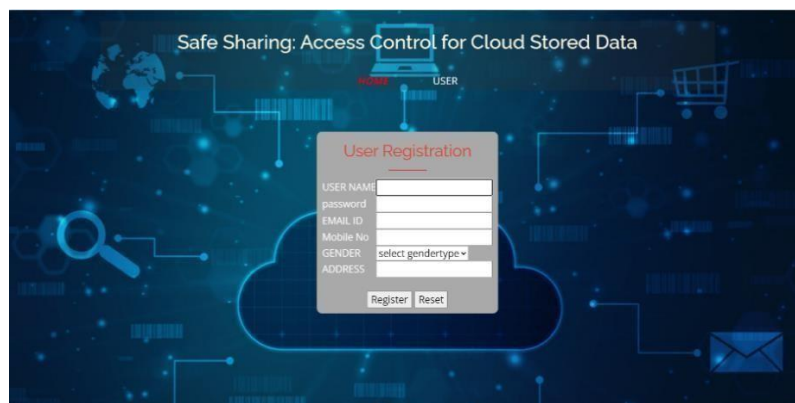 Safe Sharing: Access Control for Cloud Stored Data
HOME USER
User Registration
USER NAME
password
EMAIL ID
Mobile No
GENDER select gendertype
ADDRESS
Register Reset